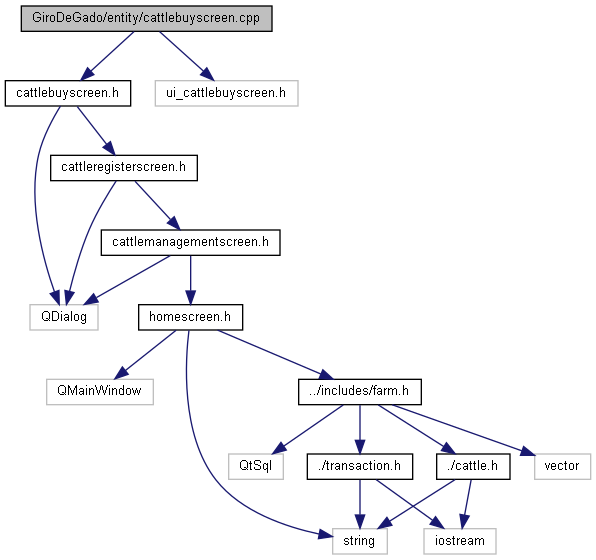 GiroDeGado/entity/cattlebuyscreen.cpp
cattlebuyscreen.h
ui_cattlebuyscreen.h
cattleregisterscreen.h
cattlemanagementscreen.h
QDialog
homescreen.h
QMainWindow
../includes/farm.h
QtSql
./transaction.h
./cattle.h
vector
string
iostream